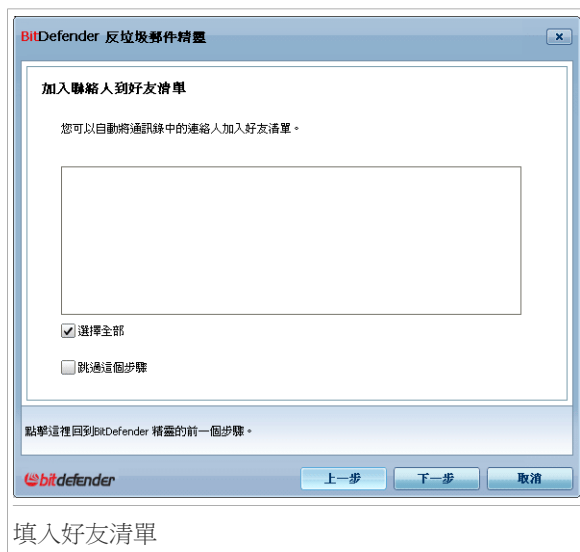 BitDefender 反垃圾郵件精靈
加入聯絡人到好友清單
您可以自動將通訊錄中的連絡人加入好友清單。
選擇全部
跳過這個步驟
點擊這裡回到BitDefender 精靈的前一個步驟。
bitdefender
上一步
下一步
取消
填入好友清單